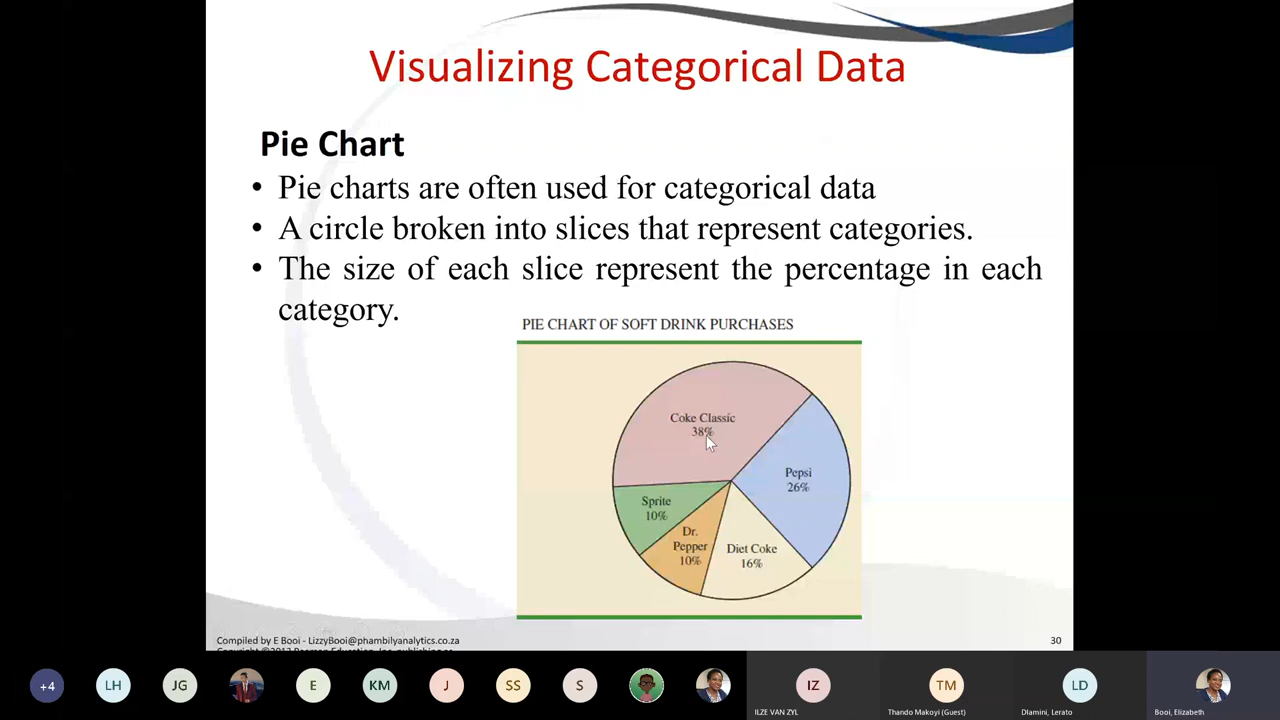 Visualizing Categorical Data
Pie Chart
• Pie charts are often used for categorical data
• A circle broken into slices that represent categories.
• The size of each slice represent the percentage in each
category.
PIE CHART OF SOFT DRINK PURCHASES
Coke Classic
38%
Pepsi
26%
Sprite
10%
Dr.
Pepper
10%
Diet Coke
16%
Compiled by E Booi - LizzyBooi@phambilyanalytics.co.za
30
+4
LH
JG
E
KM
J
SS
S
IZ
TM
LD
ILZE VAN ZYL
Thando Makoyi (Guest)
Dlamini, Lerato
Booi, Elizabeth